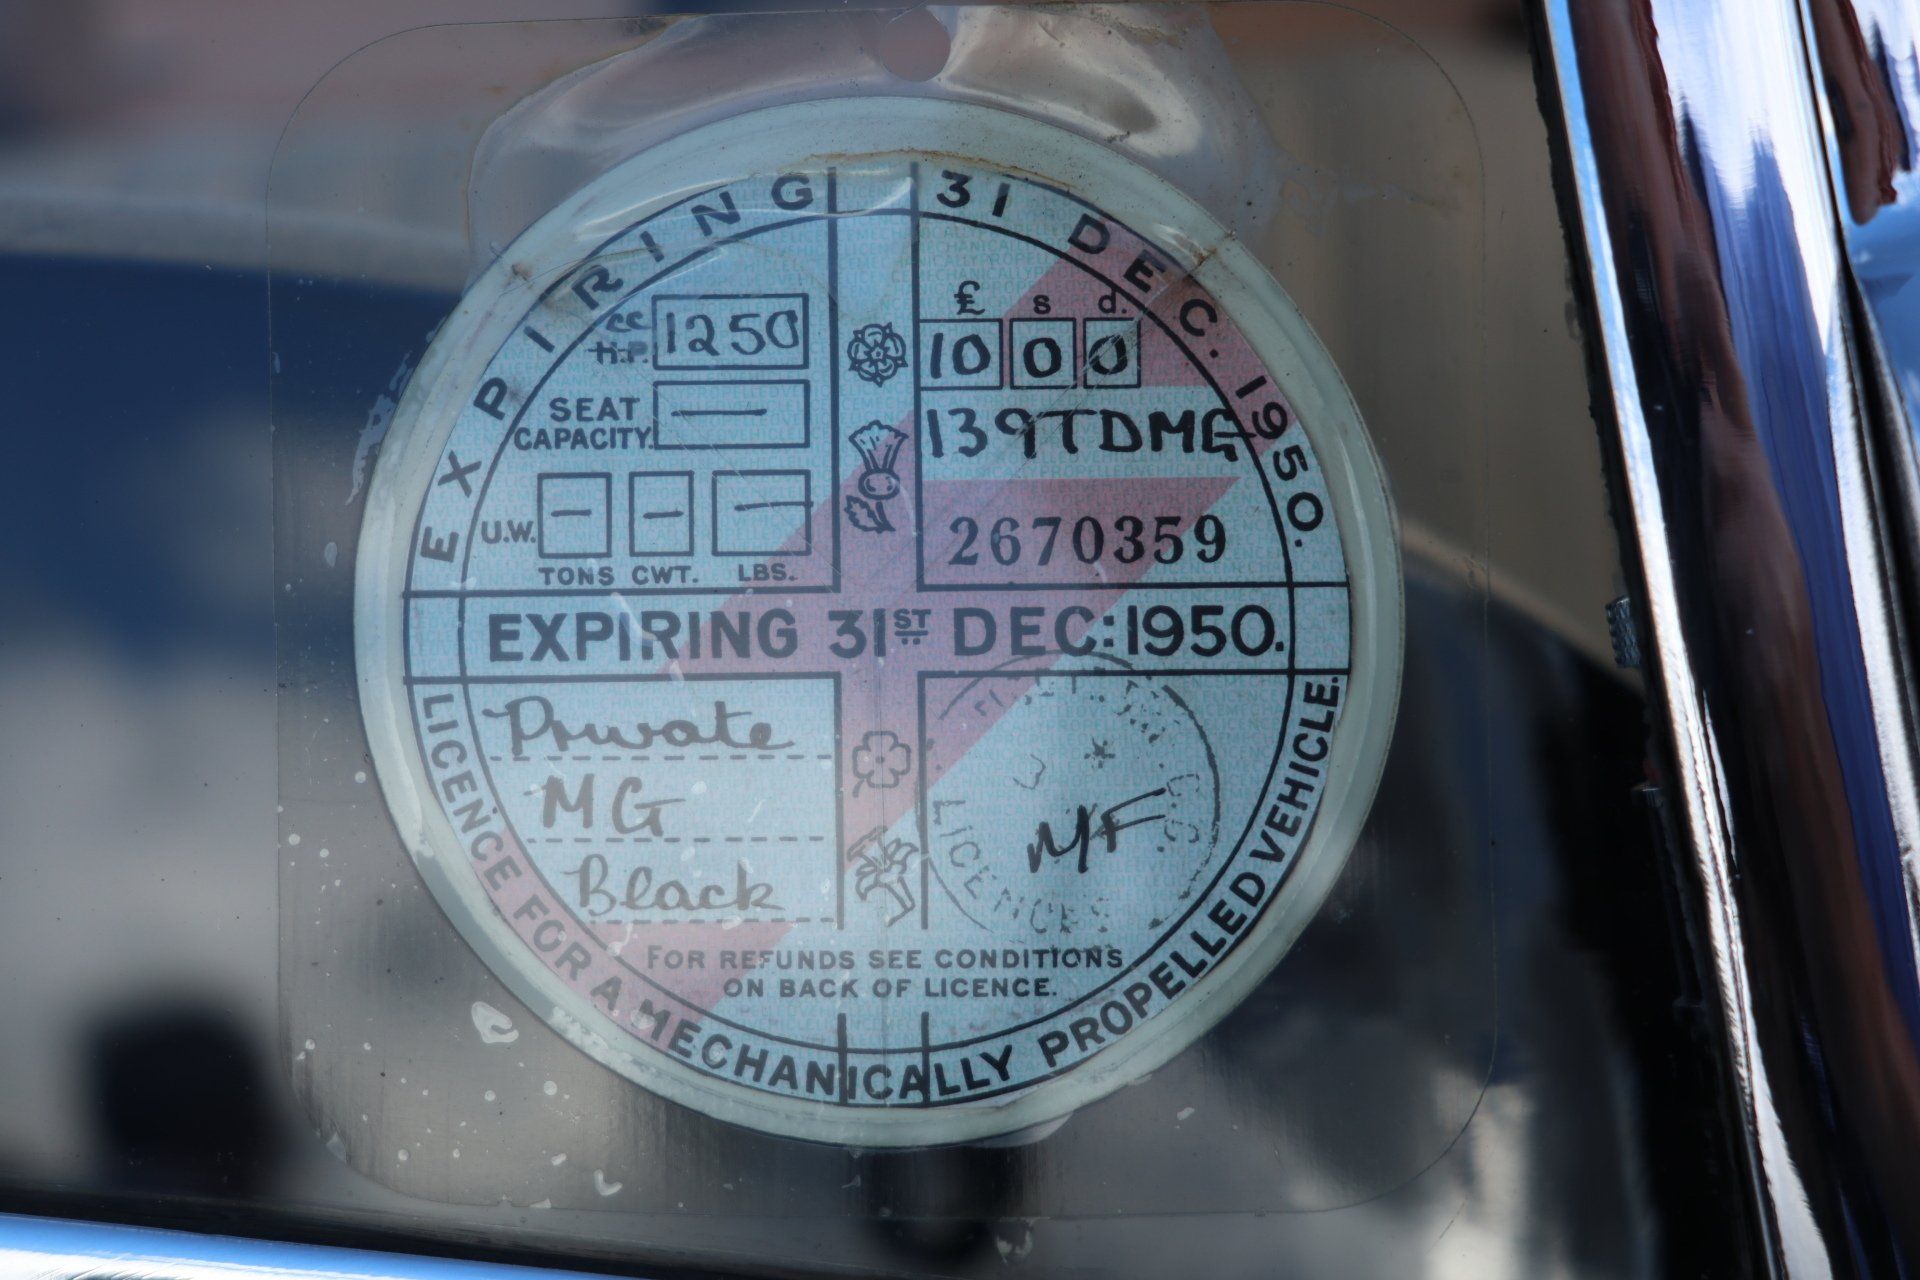 EXPIRING 31 DEC. 1950.
cc
H.P. 1250
SEAT
CAPACITY. —
U.W. — — —
TONS CWT. LBS.
£ s d.
10 0 0
139TDMG
2670359
EXPIRING 31ST DEC: 1950.
Private
MG
Black
LICENCES
MF
FOR REFUNDS SEE CONDITIONS
ON BACK OF LICENCE.
LICENCE FOR A MECHANICALLY PROPELLED VEHICLE.